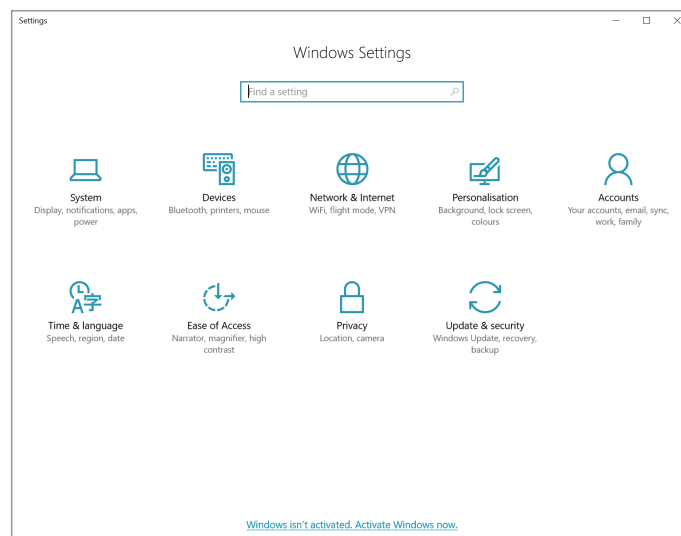 Settings
Windows Settings
Find a setting
System
Display, notifications, apps,
power
Devices
Bluetooth, printers, mouse
Network & Internet
WiFi, flight mode, VPN
Personalisation
Background, lock screen,
colours
Accounts
Your accounts, email, sync,
work, family
A字
Time & language
Speech, region, date
Ease of Access
Narrator, magnifier, high
contrast
Privacy
Location, camera
Update & security
Windows Update, recovery,
backup
Windows isn't activated. Activate Windows now.